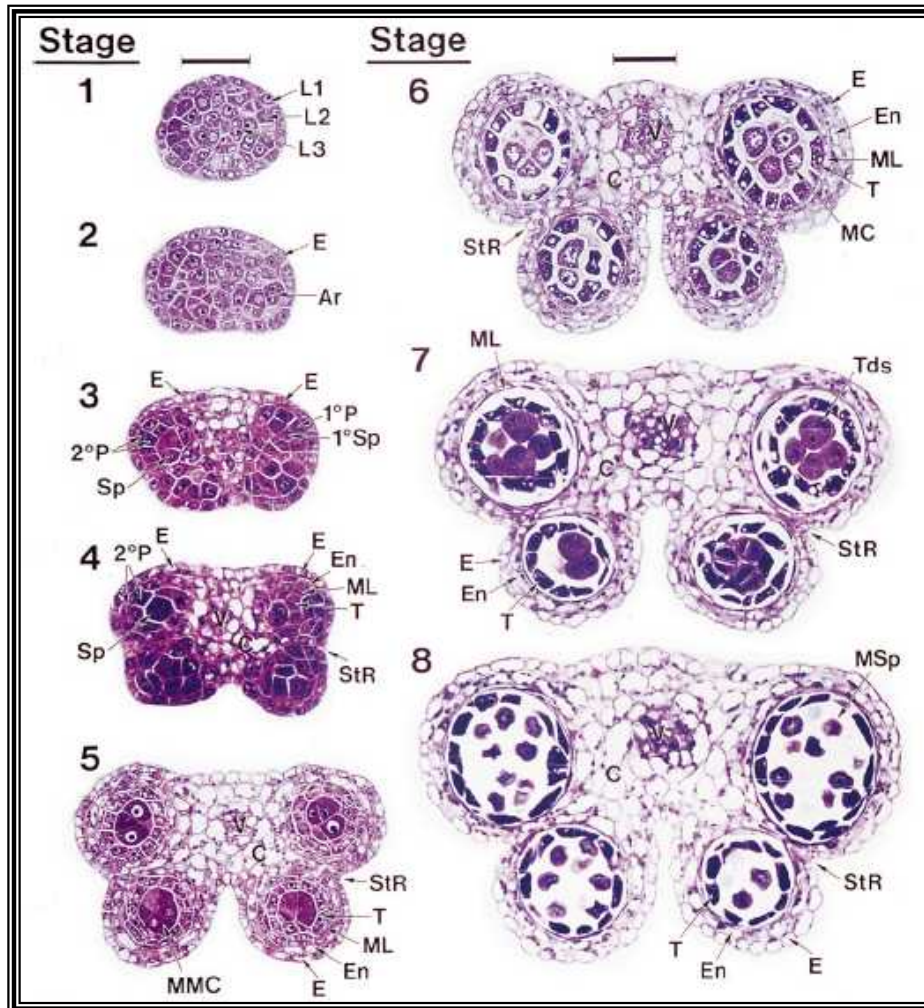 Stage
1
L1
L2
L3
2
E
Ar
3
E
E
1°P
1°Sp
2°P
Sp
4
2°P
E
E
En
ML
T
V
C
Sp
StR
5
V
C
StR
T
ML
En
E
MMC
Stage
6
E
En
ML
T
MC
V
C
StR
7
ML
Tds
V
C
StR
E
En
T
8
MSp
V
C
StR
T
En
E